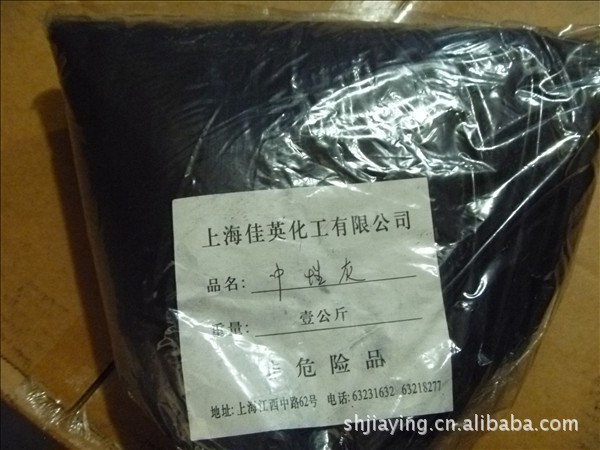 上海佳英化工有限公司
品名: 中性灰
重量: 壹公斤
非危险品
地址: 上海江西中路62号 电话: 63231632 63218277
shjiaying.cn.alibaba.com